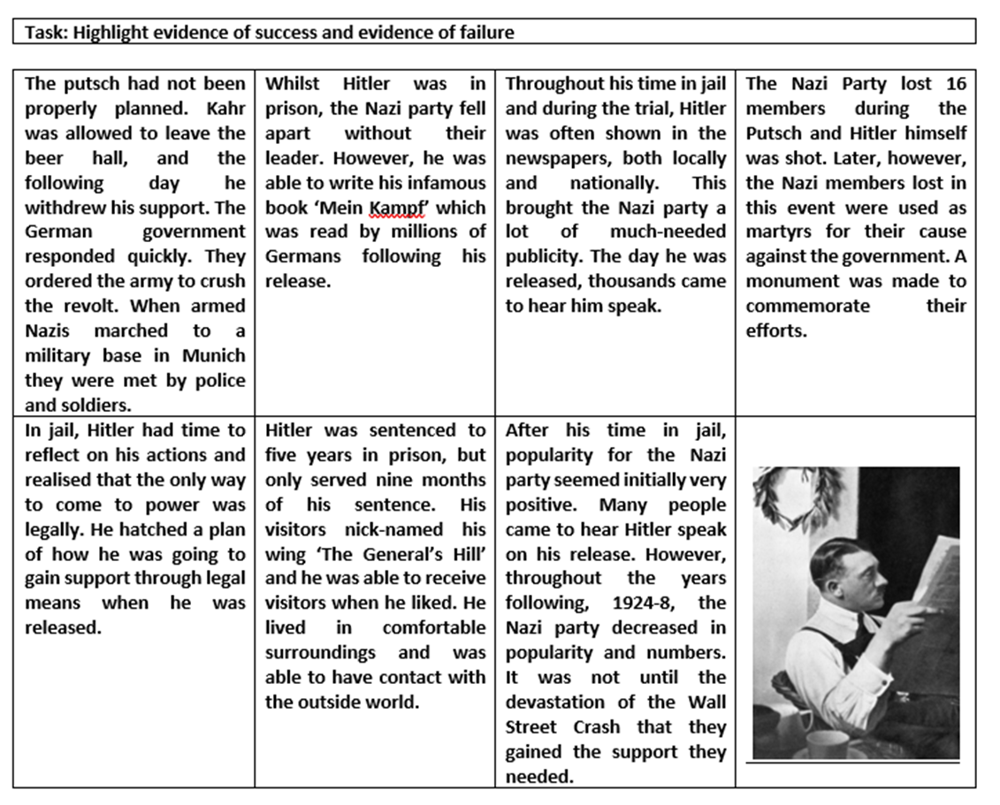 Task: Highlight evidence of success and evidence of failure
The putsch had not been
properly planned. Kahr
was allowed to leave the
beer hall, and the
following day he
withdrew his support. The
German government
responded quickly. They
ordered the army to crush
the revolt. When armed
Nazis marched to a
military base in Munich
they were met by police
and soldiers.
Whilst Hitler was in
prison, the Nazi party fell
apart without their
leader. However, he was
able to write his infamous
book ‘Mein Kampf’ which
was read by millions of
Germans following his
release.
Throughout his time in jail
and during the trial, Hitler
was often shown in the
newspapers, both locally
and nationally. This
brought the Nazi party a
lot of much-needed
publicity. The day he was
released, thousands came
to hear him speak.
The Nazi Party lost 16
members during the
Putsch and Hitler himself
was shot. Later, however,
the Nazi members lost in
this event were used as
martyrs for their cause
against the government. A
monument was made to
commemorate their
efforts.
In jail, Hitler had time to
reflect on his actions and
realised that the only way
to come to power was
legally. He hatched a plan
of how he was going to
gain support through legal
means when he was
released.
Hitler was sentenced to
five years in prison, but
only served nine months
of his sentence. His
visitors nick-named his
wing ‘The General’s Hill’
and he was able to receive
visitors when he liked. He
lived in comfortable
surroundings and was
able to have contact with
the outside world.
After his time in jail,
popularity for the Nazi
party seemed initially very
positive. Many people
came to hear Hitler speak
on his release. However,
throughout the years
following, 1924-8, the
Nazi party decreased in
popularity and numbers.
It was not until the
devastation of the Wall
Street Crash that they
gained the support they
needed.